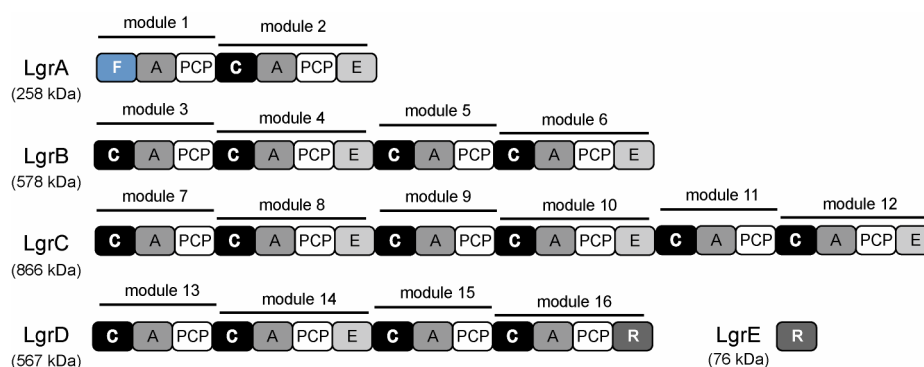 module 1 module 2
LgrA F A PCP C A PCP E
(258 kDa)
module 3 module 4 module 5 module 6
LgrB C A PCP C A PCP E C A PCP C A PCP E
(578 kDa)
module 7 module 8 module 9 module 10 module 11 module 12
LgrC C A PCP C A PCP E C A PCP C A PCP E C A PCP C A PCP E
(866 kDa)
module 13 module 14 module 15 module 16
LgrD C A PCP C A PCP E C A PCP C A PCP R LgrE R
(567 kDa) (76 kDa)